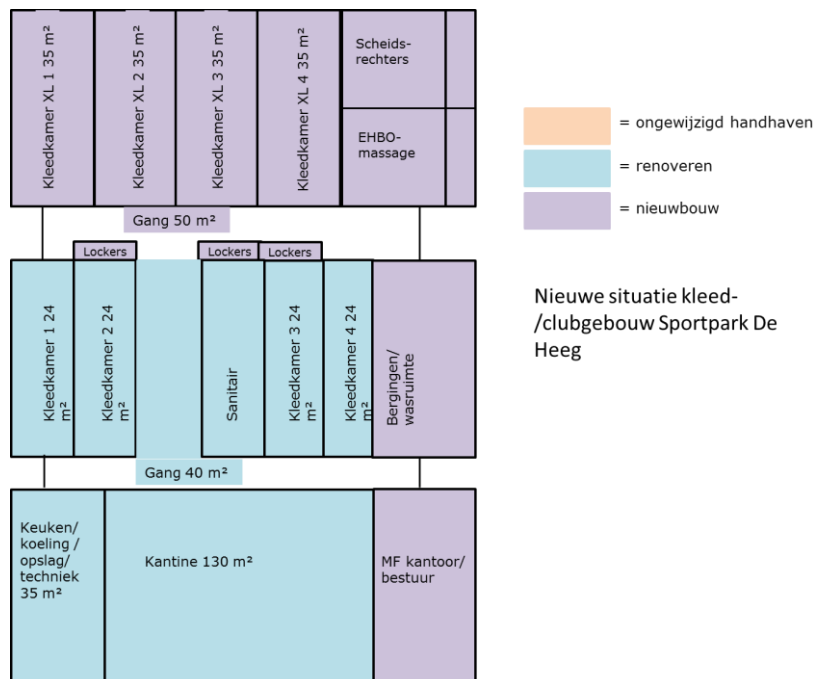 Kleedkamer XL 1 35 m²
Kleedkamer XL 2 35 m²
Kleedkamer XL 3 35 m²
Kleedkamer XL 4 35 m²
Scheids-
rechters
EHBO-
massage
Gang 50 m²
Lockers
Lockers
Lockers
Kleedkamer 1 24
m²
Kleedkamer 2 24
m²
Sanitair
Kleedkamer 3 24
m²
Kleedkamer 4 24
m²
Bergingen/
wasruimte
Gang 40 m²
Keuken/
koeling /
opslag/
techniek
35 m²
Kantine 130 m²
MF kantoor/
bestuur
= ongewijzigd handhaven
= renoveren
= nieuwbouw
Nieuwe situatie kleed-
/clubgebouw Sportpark De
Heeg